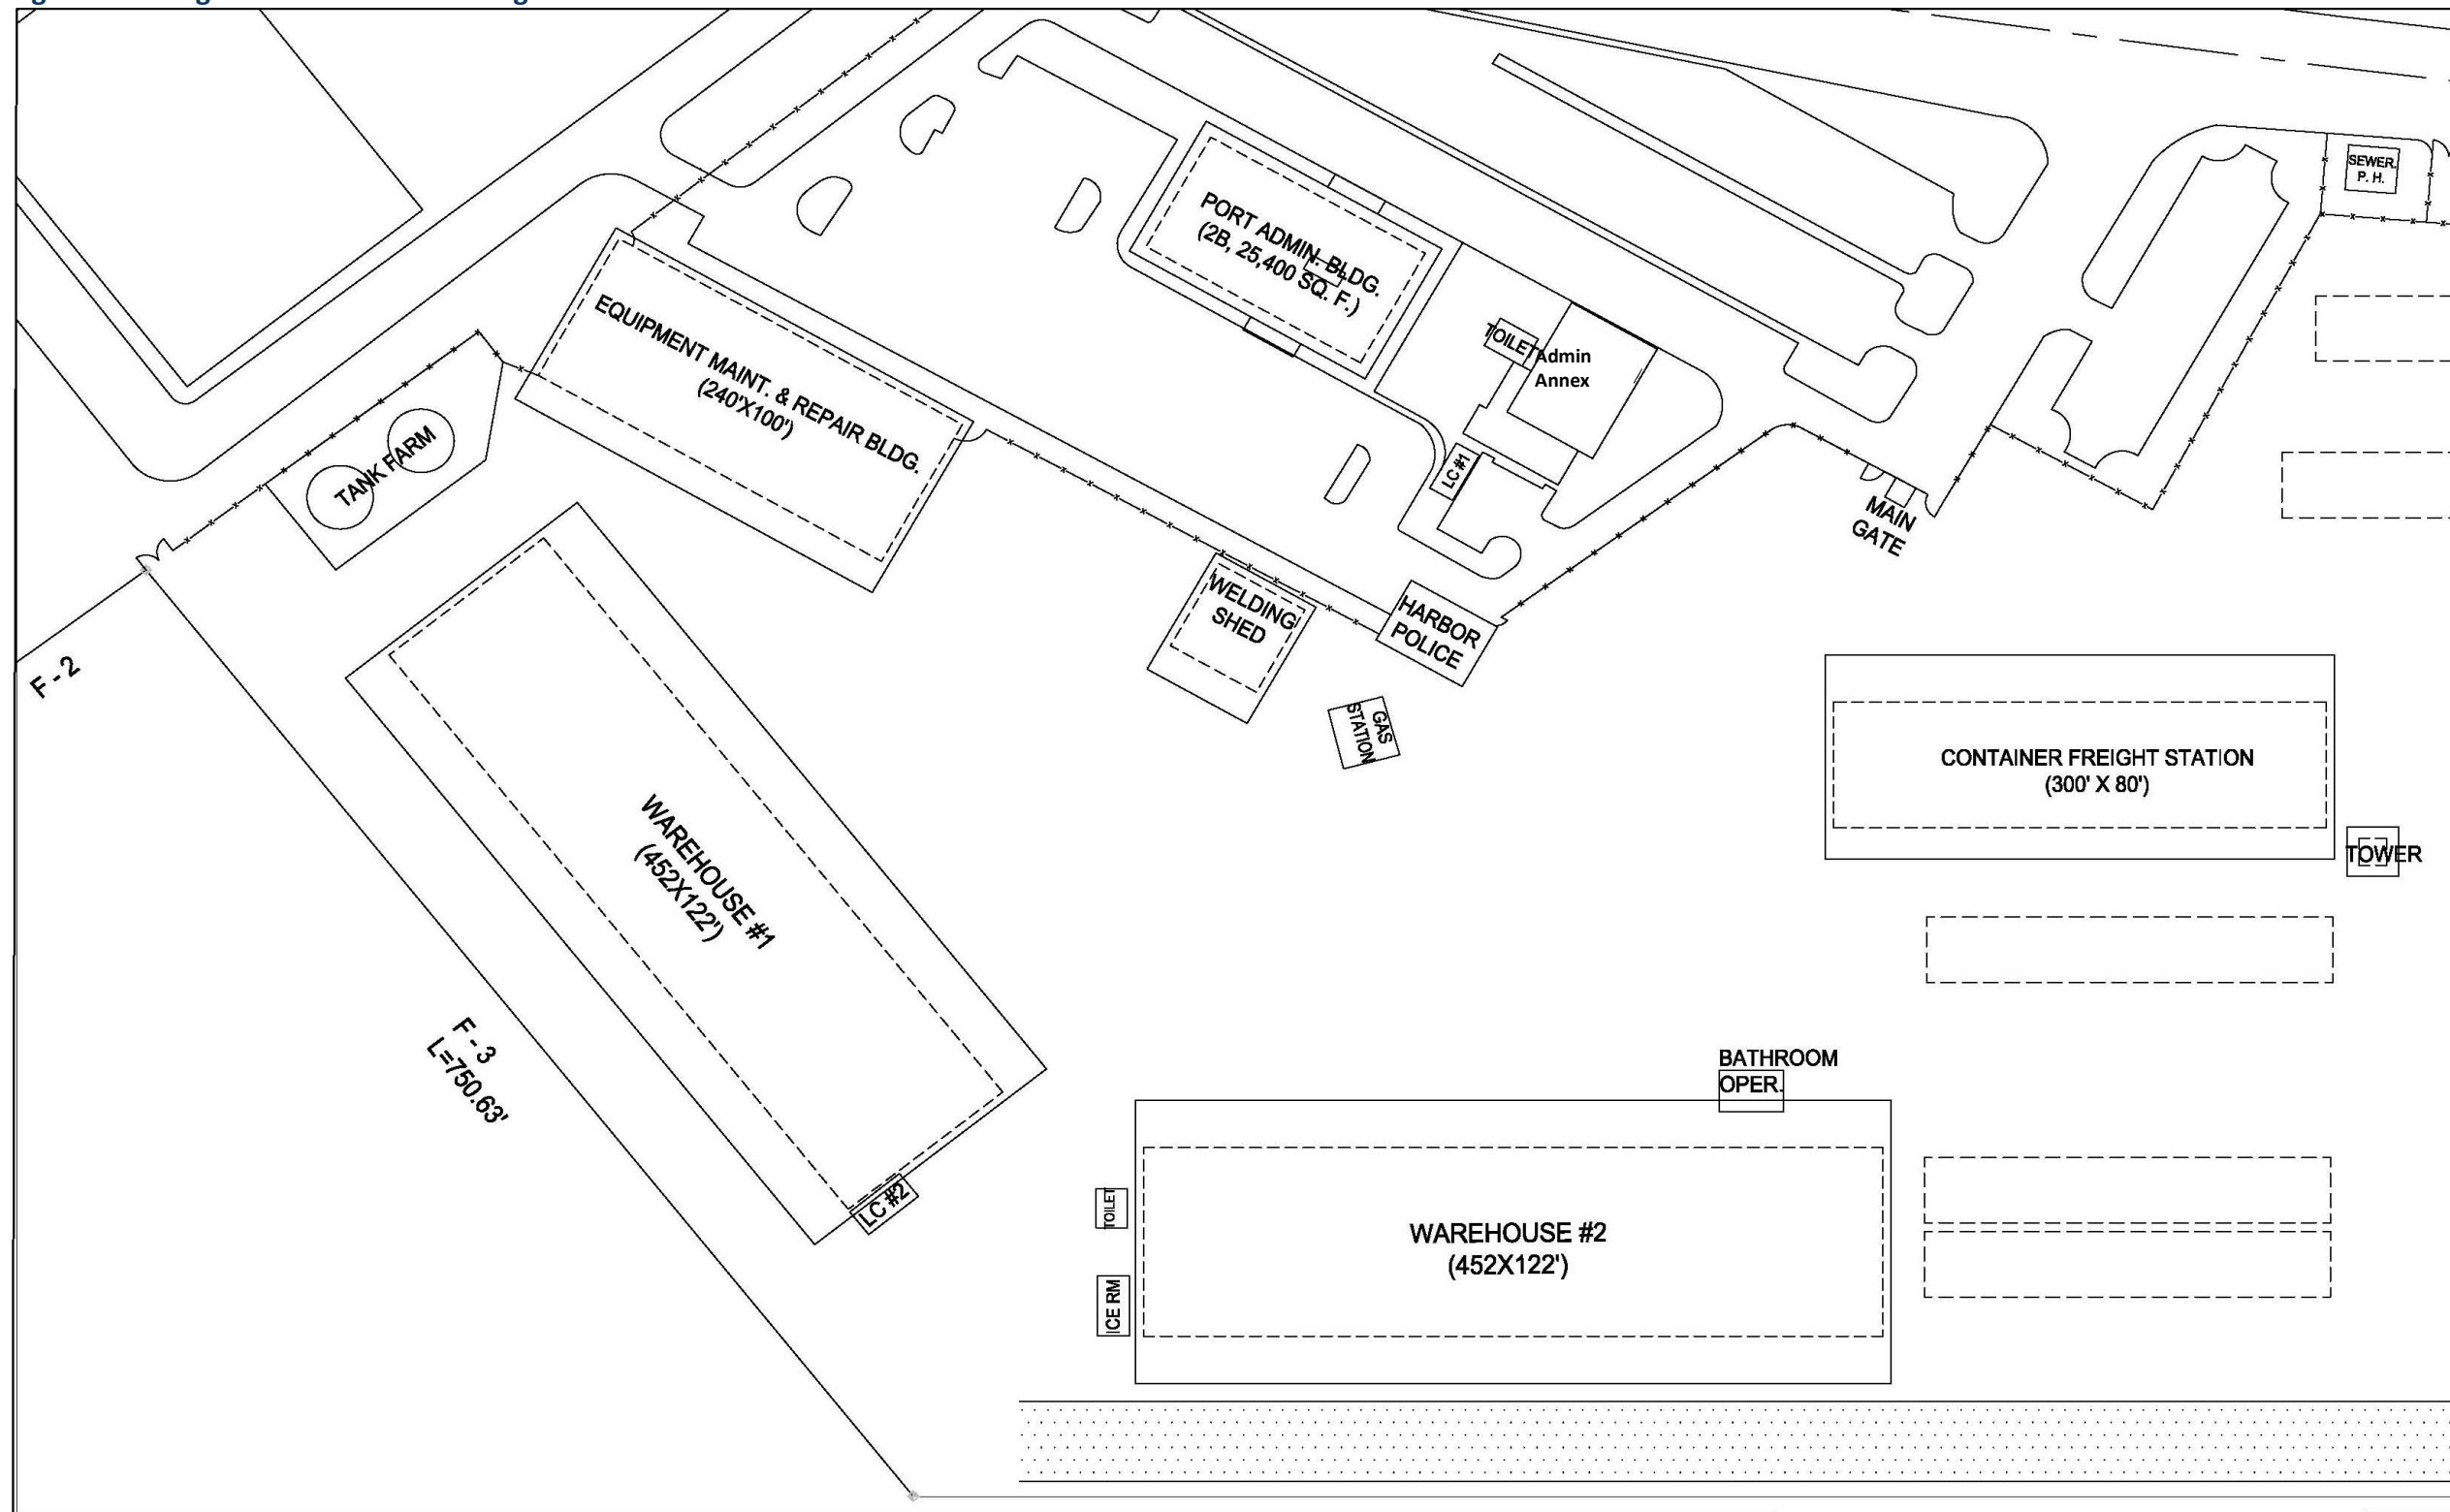 SEWER.
P. H.
PORT ADMIN. BLDG.
(2B, 25,400 SQ. F.)
EQUIPMENT MAINT. & REPAIR BLDG.
(240'X100')
TOILET
Admin
Annex
TANK FARM
LC #1
MAIN
GATE
WELDING
SHED
HARBOR
POLICE
F - 2
GAS
STATION
CONTAINER FREIGHT STATION
(300' X 80')
TOWER
WAREHOUSE #1
(452X122')
F - 3
L=750.63'
BATHROOM
OPER.
LC #2
TOILET
WAREHOUSE #2
(452X122')
ICE RM